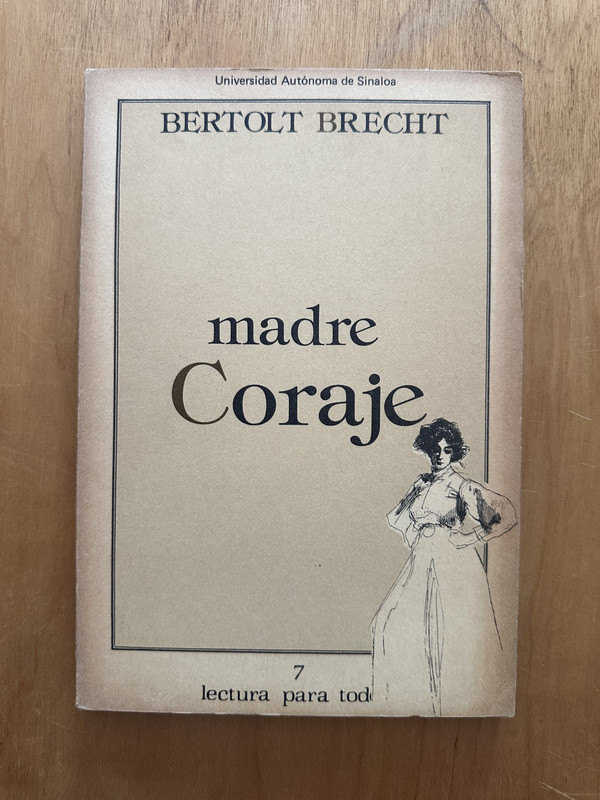 Universidad Autónoma de Sinaloa
BERTOLT BRECHT
madre
Coraje
7
lectura para tod